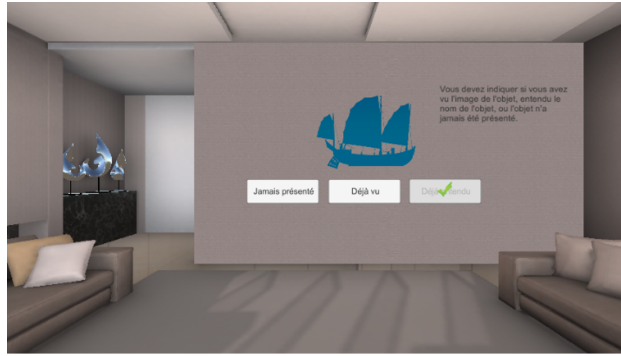 Vous devez indiquer si vous avez
vu l'image de l'objet, entendu le
nom de l'objet, ou l'objet n'a
jamais été présenté.
Jamais présenté
Déjà vu
Déjà